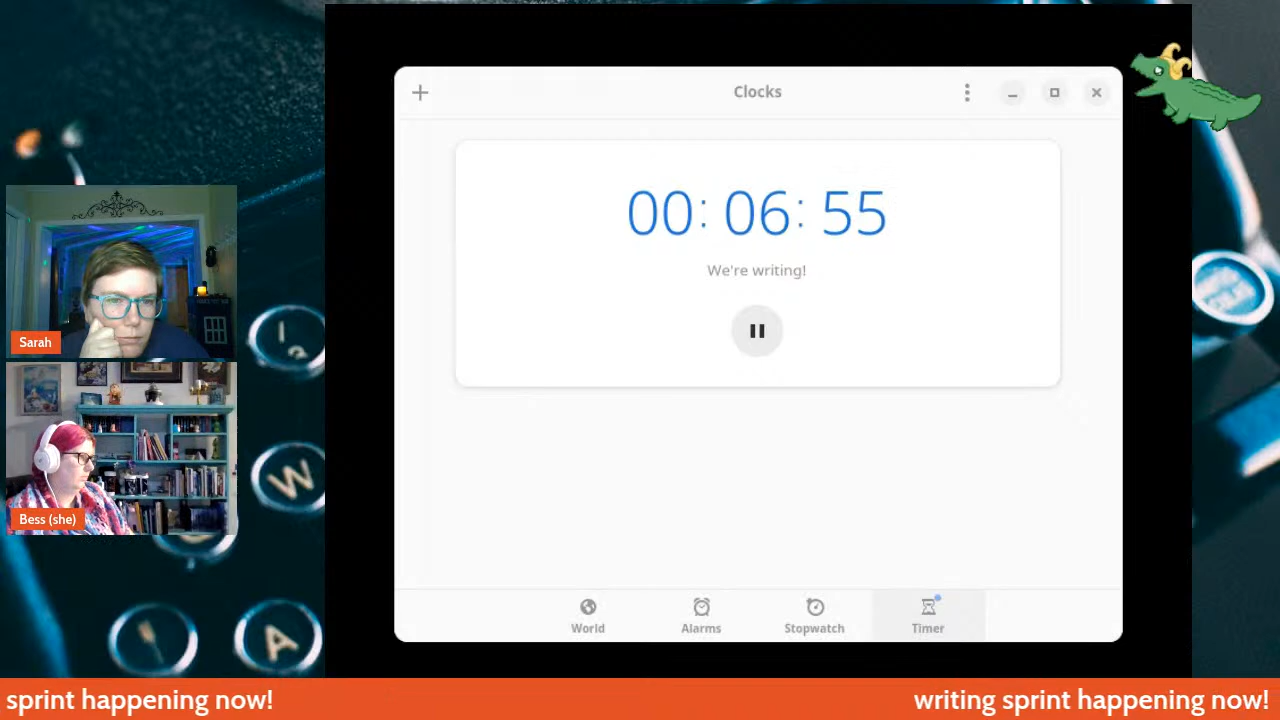 Clocks
00: 06: 55
We're writing!
Sarah
Bess (she)
I
W
A
World
Alarms
Stopwatch
Timer
sprint happening now!
writing sprint happening now!